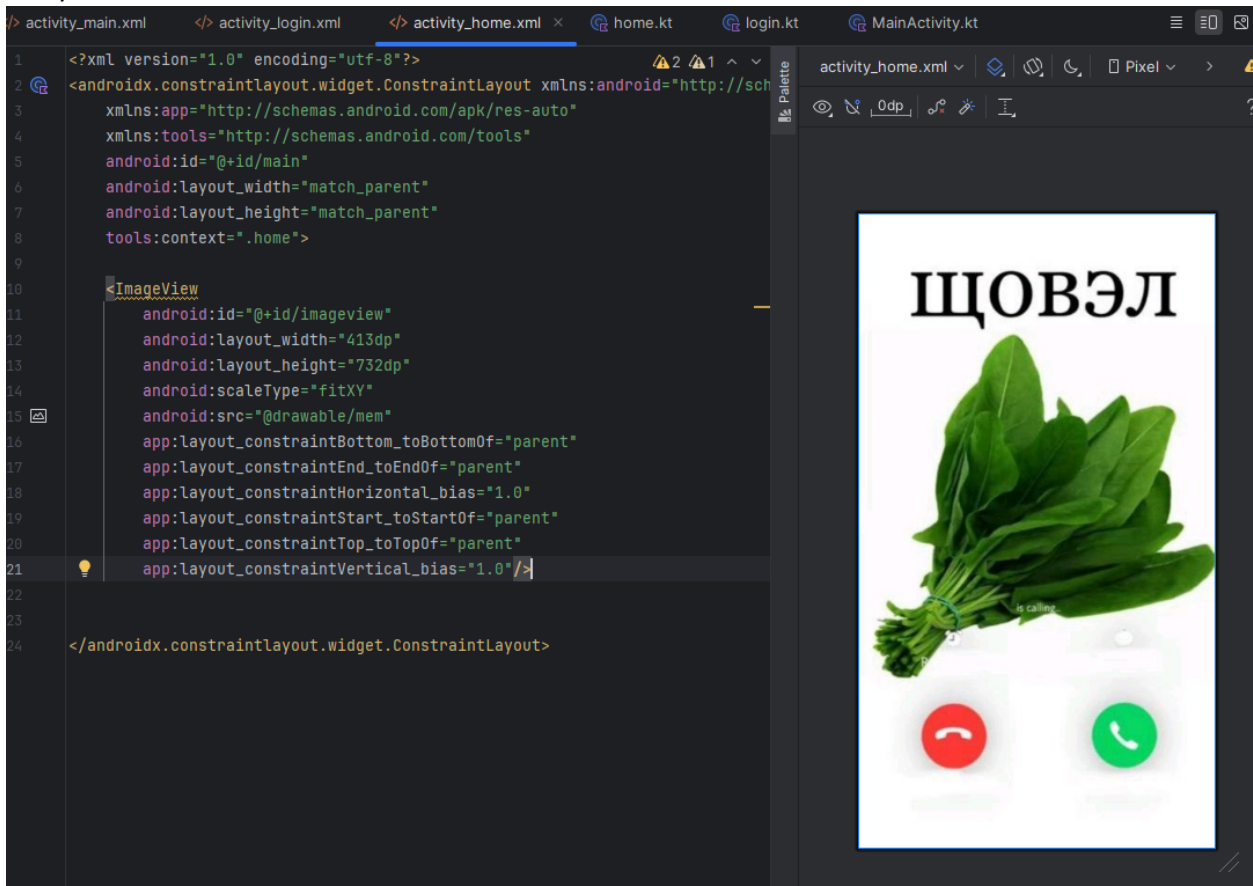 activity_main.xml
activity_login.xml
activity_home.xml
home.kt
login.kt
MainActivity.kt
1 <?xml version="1.0" encoding="utf-8"?>
2 1
2 <androidx.constraintlayout.widget.ConstraintLayout xmlns:android="http://sch
3 xmlns:app="http://schemas.android.com/apk/res-auto"
4 xmlns:tools="http://schemas.android.com/tools"
5 android:id="@+id/main"
6 android:layout_width="match_parent"
7 android:layout_height="match_parent"
8 tools:context=".home">
9
10 <ImageView
11 android:id="@+id/imageview"
12 android:layout_width="413dp"
13 android:layout_height="732dp"
14 android:scaleType="fitXY"
15 android:src="@drawable/mem"
16 app:layout_constraintBottom_toBottomOf="parent"
17 app:layout_constraintEnd_toEndOf="parent"
18 app:layout_constraintHorizontal_bias="1.0"
19 app:layout_constraintStart_toStartOf="parent"
20 app:layout_constraintTop_toTopOf="parent"
21 app:layout_constraintVertical_bias="1.0"/>
22
23
24 </androidx.constraintlayout.widget.ConstraintLayout>
Palette
activity_home.xml
Pixel
0dp
?
ЩОВЭЛ
is calling...